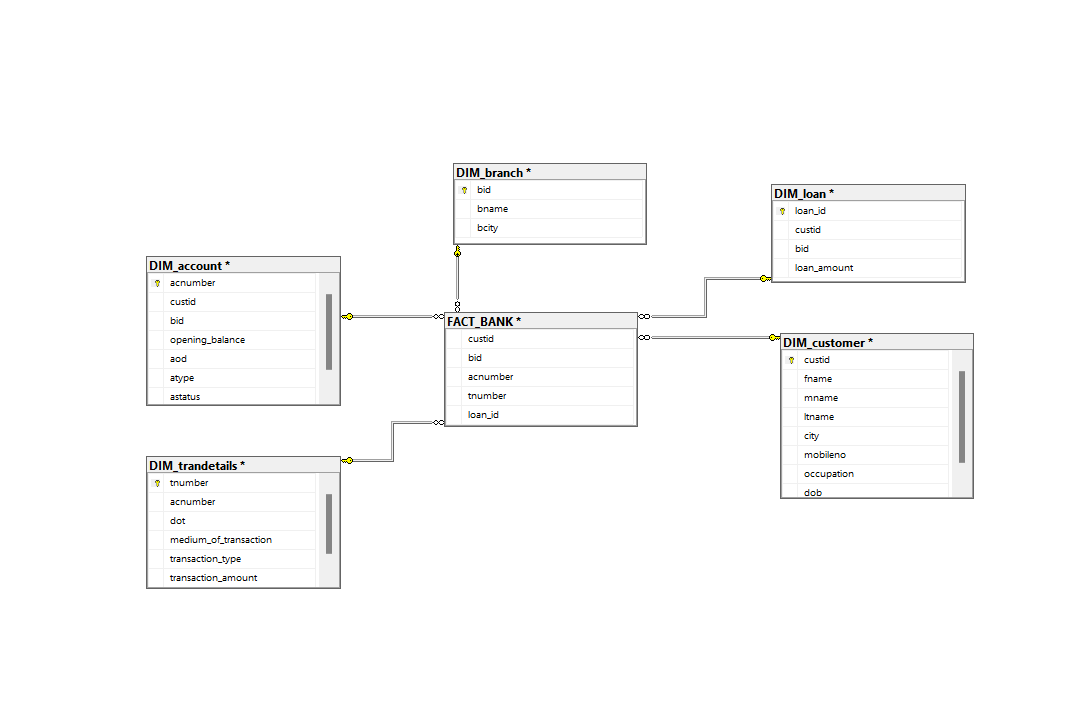 DIM_branch *
bid
bname
bcity
DIM_loan *
loan_id
custid
bid
loan_amount
DIM_account *
acnumber
custid
bid
opening_balance
aod
atype
astatus
FACT_BANK *
custid
bid
acnumber
tnumber
loan_id
DIM_customer *
custid
fname
mname
ltname
city
mobileno
occupation
dob
DIM_trandetails *
tnumber
acnumber
dot
medium_of_transaction
transaction_type
transaction_amount